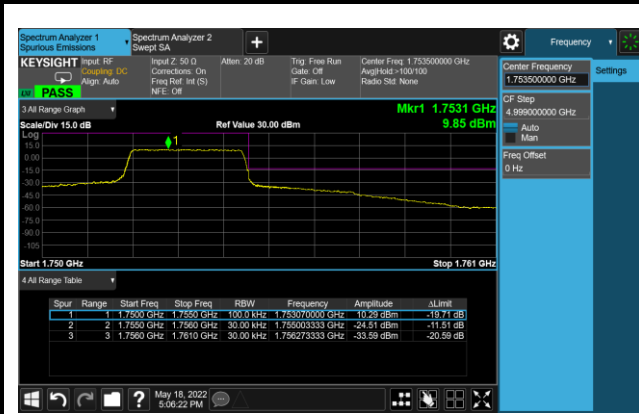 Spectrum Analyzer 1
Spurious Emissions
Spectrum Analyzer 2
Swept SA
Frequency
KEYSIGHT
Input: RF
Coupling: DC
Align: Auto
Input Z: 50 Ω
Corrections: On
Freq Ref: Int (S)
NFE: Off
Atten: 20 dB
Trig: Free Run
Gate: Off
IF Gain: Low
Center Freq: 1.753500000 GHz
Avg|Hold:>100/100
Radio Std: None
PASS
Center Frequency
1.753500000 GHz
Settings
CF Step
4.999000000 GHz
Auto
Man
Freq Offset
0 Hz
3 All Range Graph
Mkr1 1.7531 GHz
Scale/Div 15.0 dB
Ref Value 30.00 dBm
9.85 dBm
Log
1
15.0
0.00
-15.0
-30.0
-45.0
-60.0
-75.0
-90.0
-105
Start 1.750 GHz
Stop 1.761 GHz
4 All Range Table
Spur Range Start Freq Stop Freq RBW Frequency Amplitude ΔLimit
1 1 1.7500 GHz 1.7550 GHz 100.0 kHz 1.753070000 GHz 10.29 dBm -19.71 dB
2 2 1.7550 GHz 1.7560 GHz 30.00 kHz 1.755003333 GHz -24.51 dBm -11.51 dB
3 3 1.7560 GHz 1.7610 GHz 30.00 kHz 1.756273333 GHz -33.59 dBm -20.59 dB
May 18, 2022
5:06:22 PM